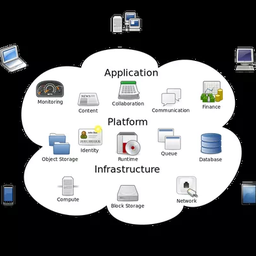 Application
Monitoring
Content
Collaboration
Communication
Finance
Platform
Object Storage
Identity
Runtime
Queue
Database
Infrastructure
Compute
Block Storage
Network